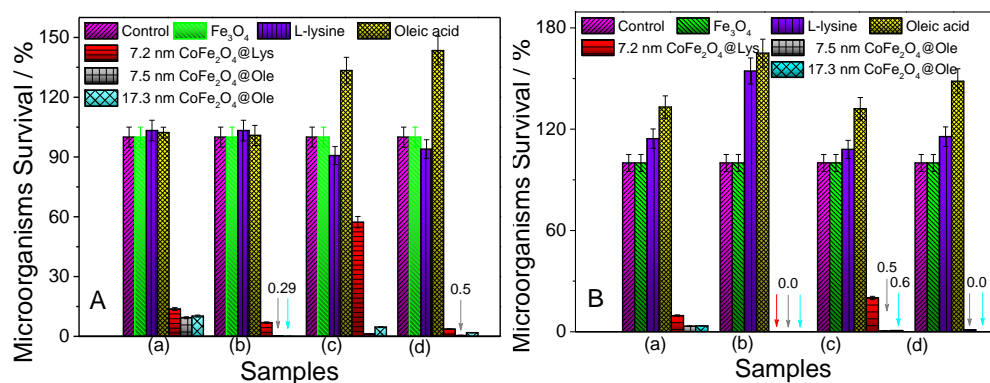 Control Fe₃O₄ L-lysine Oleic acid
7.2 nm CoFe₂O₄@Lys
7.5 nm CoFe₂O₄@Ole
17.3 nm CoFe₂O₄@Ole
Microorganisms Survival / %
150
120
90
60
30
0
A
0.29
0.5
(a) (b) (c) (d)
Samples
Control Fe₃O₄ L-lysine Oleic acid
7.2 nm CoFe₂O₄@Lys 7.5 nm CoFe₂O₄@Ole
17.3 nm CoFe₂O₄@Ole
Microorganisms Survival / %
180
120
60
0
B
0.0
0.5
0.6
0.0
(a) (b) (c) (d)
Samples